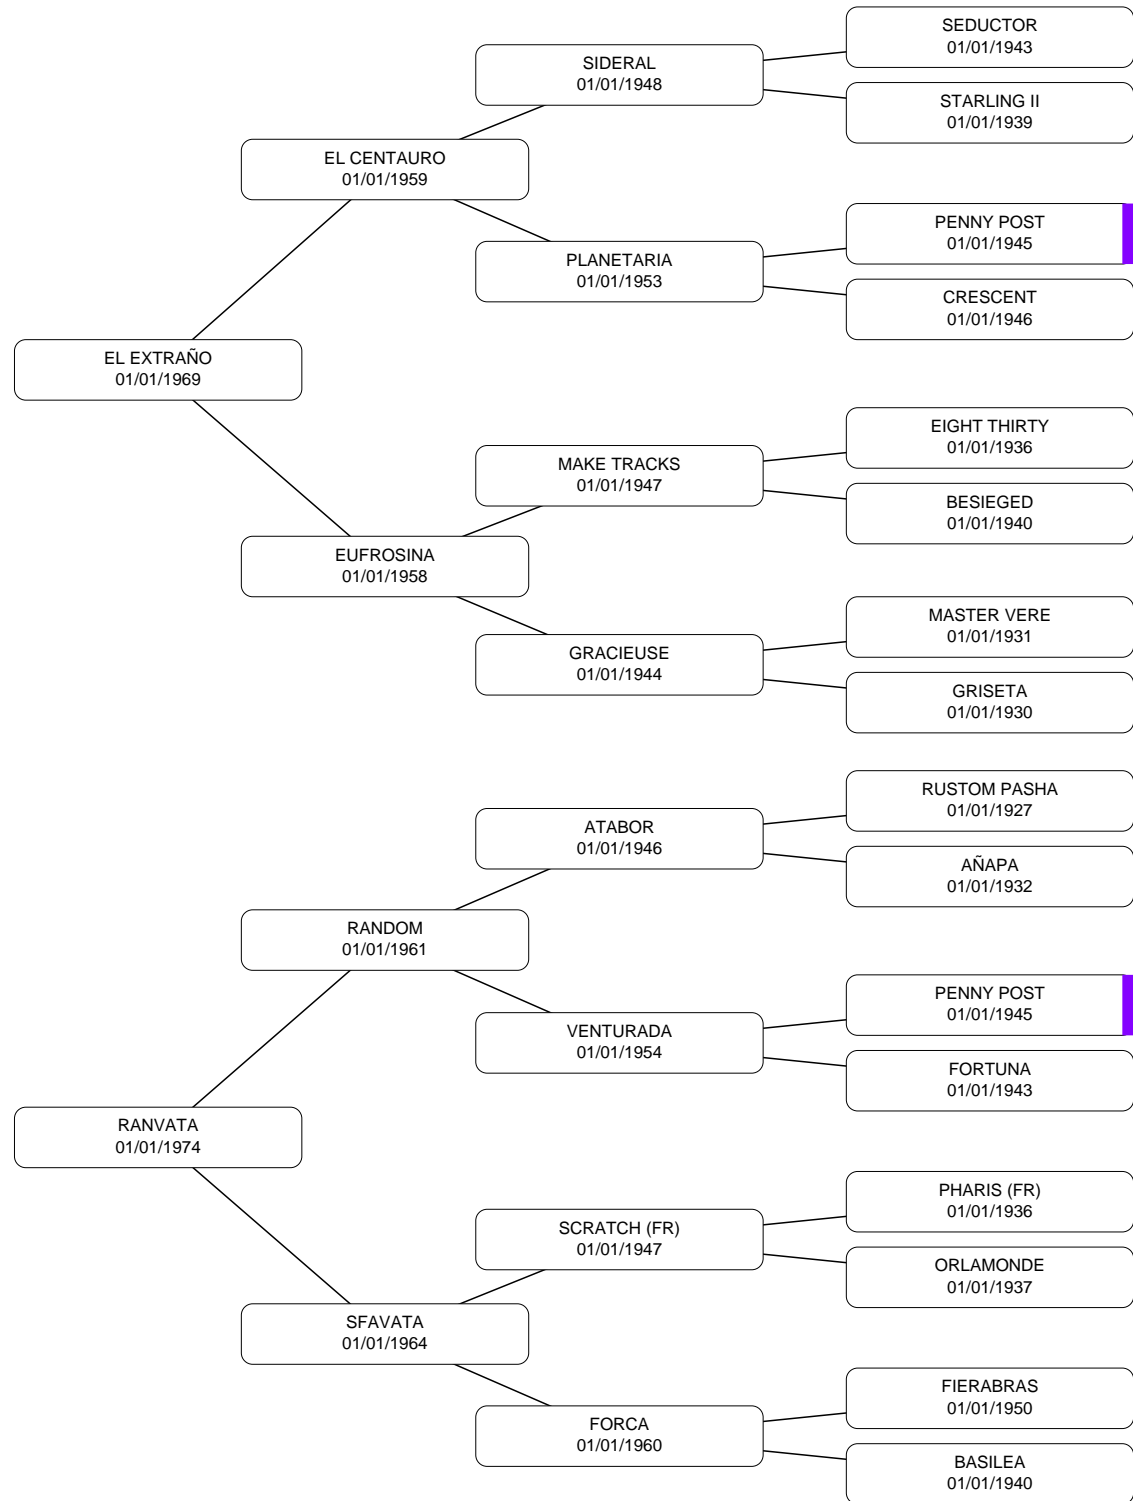 SEDUCTOR
01/01/1943
SIDERAL
01/01/1948
STARLING II
01/01/1939
EL CENTAURO
01/01/1959
PENNY POST
01/01/1945
PLANETARIA
01/01/1953
CRESCENT
01/01/1946
EL EXTRAÑO
01/01/1969
EIGHT THIRTY
01/01/1936
MAKE TRACKS
01/01/1947
BESIEGED
01/01/1940
EUFROSINA
01/01/1958
MASTER VERE
01/01/1931
GRACIEUSE
01/01/1944
GRISETA
01/01/1930
RUSTOM PASHA
01/01/1927
ATABOR
01/01/1946
AÑAPA
01/01/1932
RANDOM
01/01/1961
PENNY POST
01/01/1945
VENTURADA
01/01/1954
FORTUNA
01/01/1943
RANVATA
01/01/1974
PHARIS (FR)
01/01/1936
SCRATCH (FR)
01/01/1947
ORLAMONDE
01/01/1937
SFAVATA
01/01/1964
FIERABRAS
01/01/1950
FORCA
01/01/1960
BASILEA
01/01/1940